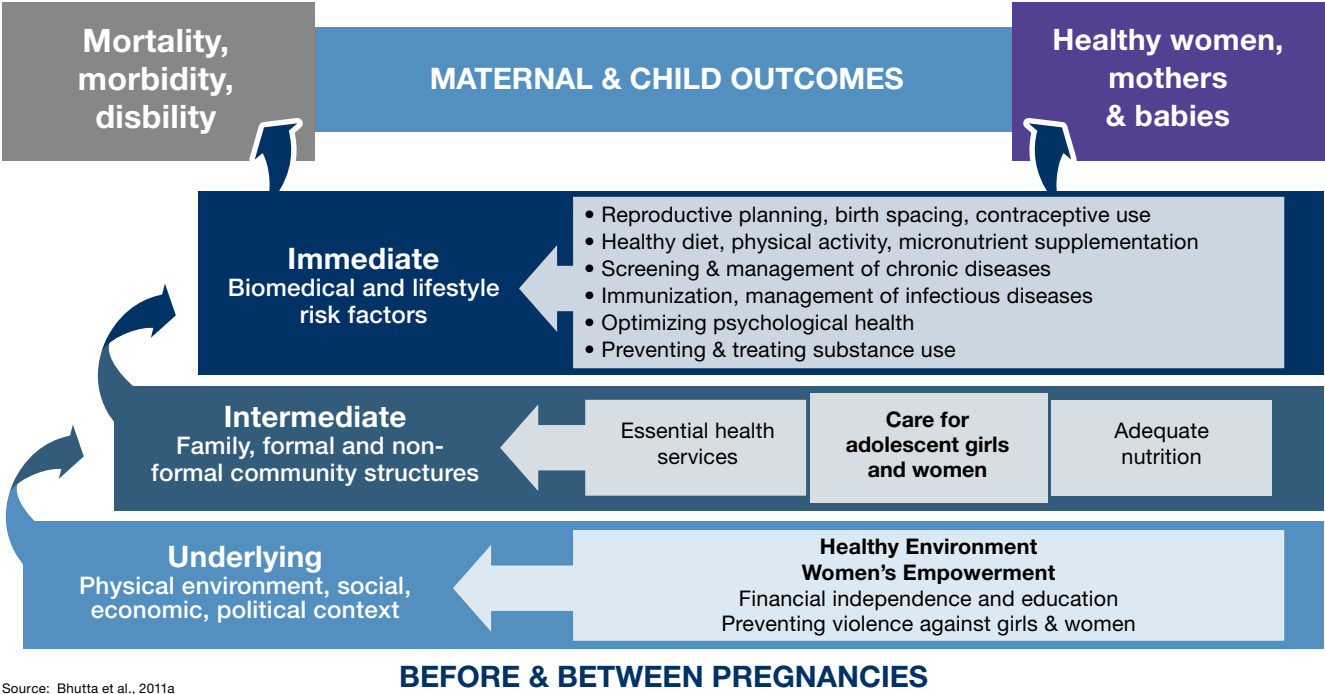 Mortality,
morbidity,
disbility
MATERNAL & CHILD OUTCOMES
Healthy women,
mothers
& babies
Immediate
Biomedical and lifestyle
risk factors
• Reproductive planning, birth spacing, contraceptive use
• Healthy diet, physical activity, micronutrient supplementation
• Screening & management of chronic diseases
• Immunization, management of infectious diseases
• Optimizing psychological health
• Preventing & treating substance use
Intermediate
Family, formal and non-
formal community structures
Essential health
services
Care for
adolescent girls
and women
Adequate
nutrition
Underlying
Physical environment, social,
economic, political context
Healthy Environment
Women’s Empowerment
Financial independence and education
Preventing violence against girls & women
BEFORE & BETWEEN PREGNANCIES
Source: Bhutta et al., 2011a